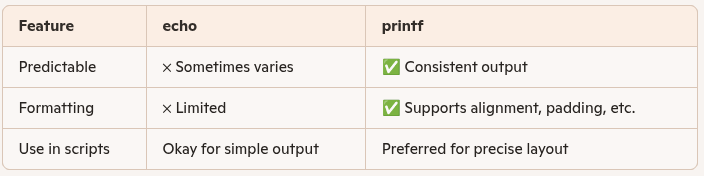 Feature echo printf
Predictable × Sometimes varies ✅ Consistent output
Formatting × Limited ✅ Supports alignment, padding, etc.
Use in scripts Okay for simple output Preferred for precise layout